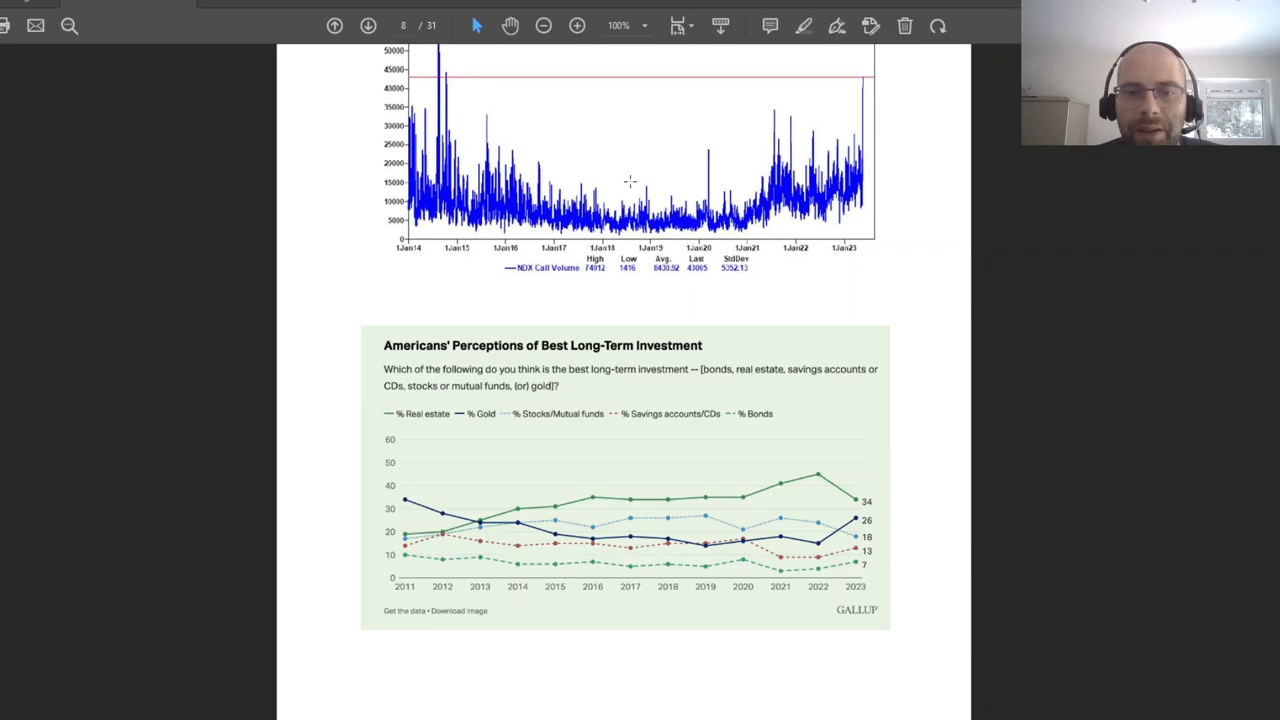 8 / 31 100%
50000
45000
40000
35000
30000
25000
20000
15000
10000
5000
0
1Jan14 1Jan15 1Jan16 1Jan17 1Jan18 1Jan19 1Jan20 1Jan21 1Jan22 1Jan23
High Low Avg. Last StdDev
NDX Call Volume 74012 1416 8430.92 43005 5352.13
Americans' Perceptions of Best Long-Term Investment
Which of the following do you think is the best long-term investment -- [bonds, real estate, savings accounts or
CDs, stocks or mutual funds, (or) gold]?
% Real estate % Gold % Stocks/Mutual funds % Savings accounts/CDs % Bonds
60
50
40
30
20
10
0
34
26
18
13
7
2011 2012 2013 2014 2015 2016 2017 2018 2019 2020 2021 2022 2023
Get the data • Download image GALLUP